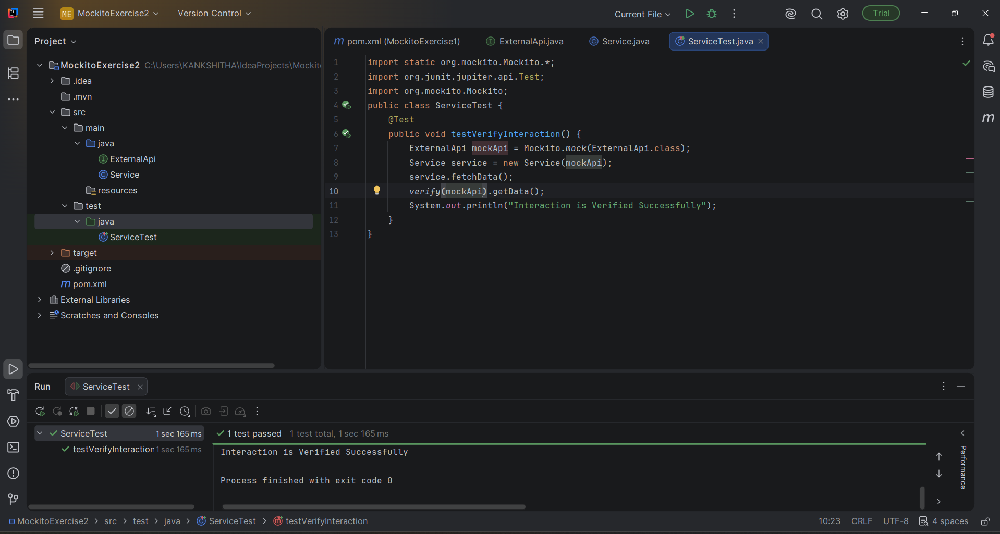 ME MockitoExercise2 Version Control Current File Trial
Project
MockitoExercise2 C:\Users\KANKSHITHA\IdeaProjects\Mockit
.idea
.mvn
src
main
java
ExternalApi
Service
resources
test
java
ServiceTest
target
.gitignore
pom.xml
External Libraries
Scratches and Consoles
pom.xml (MockitoExercise1) ExternalApi.java Service.java ServiceTest.java
1 import static org.mockito.Mockito.*;
2 import org.junit.jupiter.api.Test;
3 import org.mockito.Mockito;
4 public class ServiceTest {
5 @Test
6 public void testVerifyInteraction() {
7 ExternalApi mockApi = Mockito.mock(ExternalApi.class);
8 Service service = new Service(mockApi);
9 service.fetchData();
10 verify(mockApi).getData();
11 System.out.println("Interaction is Verified Successfully");
12 }
13 }
Run ServiceTest
ServiceTest 1 sec 165 ms
testVerifyInteraction 1 sec 165 ms
1 test passed 1 test total, 1 sec 165 ms
Interaction is Verified Successfully
Process finished with exit code 0
Performance
MockitoExercise2 > src > test > java > ServiceTest > testVerifyInteraction 10:23 CRLF UTF-8 4 spaces